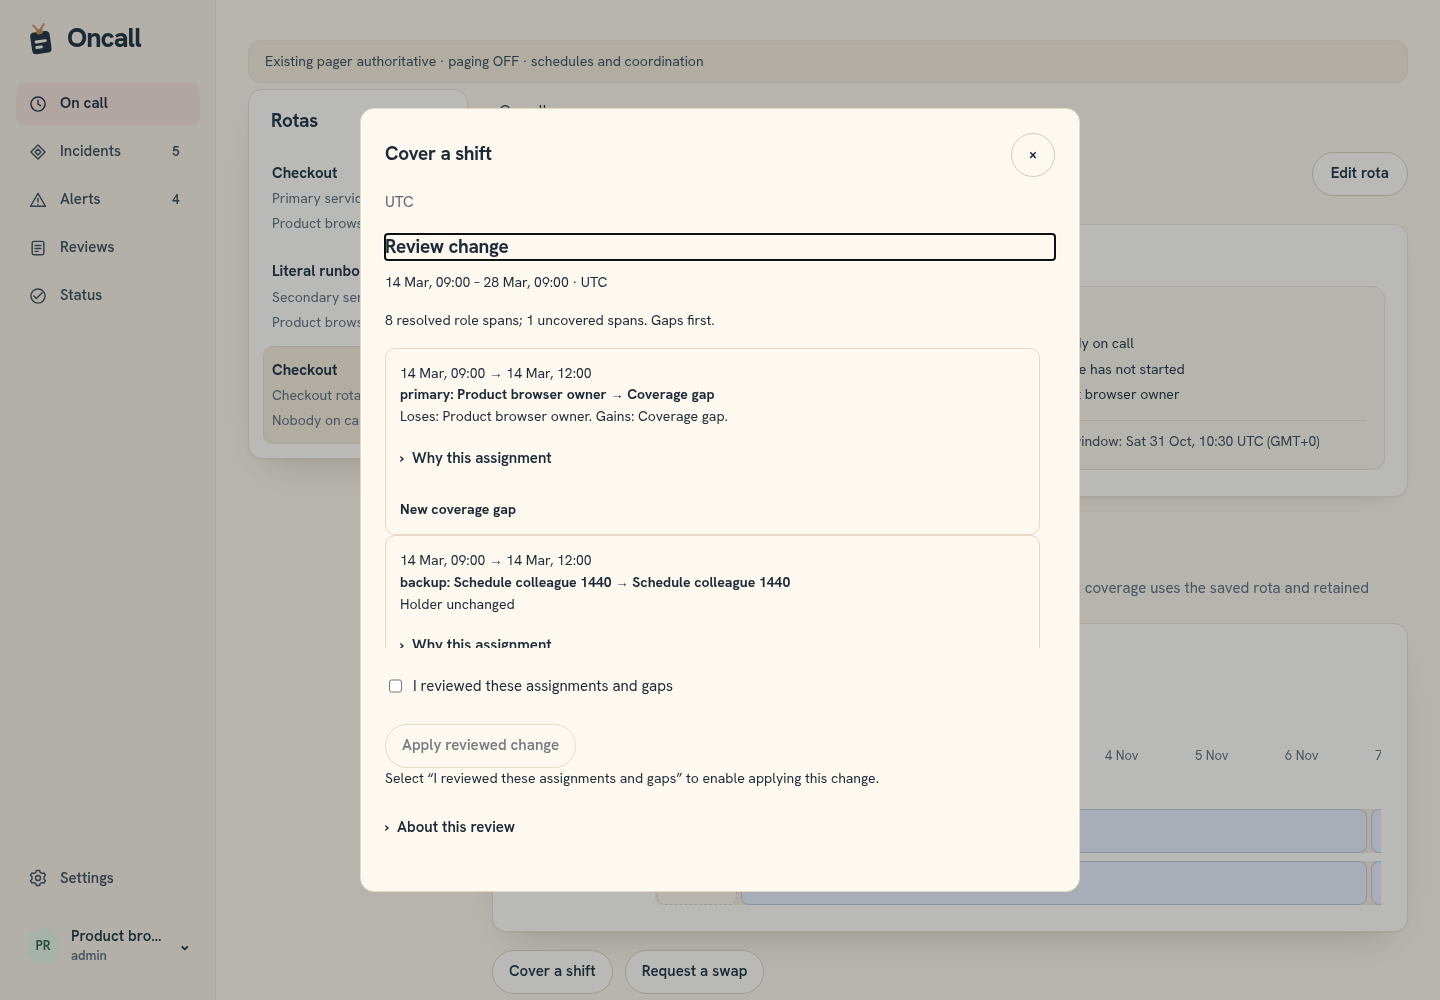 Oncall
On call
Incidents 5
Alerts 4
Reviews
Status
Settings
PR
Product bro...
admin
Existing pager authoritative · paging OFF · schedules and coordination
Rotas
Checkout
Primary servic
Product brows
Literal runbo
Secondary ser
Product brows
Checkout
Checkout rota
Nobody on ca
Edit rota
Cover a shift
×
UTC
Review change
14 Mar, 09:00 – 28 Mar, 09:00 · UTC
8 resolved role spans; 1 uncovered spans. Gaps first.
14 Mar, 09:00 → 14 Mar, 12:00
primary: Product browser owner → Coverage gap
Loses: Product browser owner. Gains: Coverage gap.
› Why this assignment
New coverage gap
14 Mar, 09:00 → 14 Mar, 12:00
backup: Schedule colleague 1440 → Schedule colleague 1440
Holder unchanged
› Why this assignment
I reviewed these assignments and gaps
Apply reviewed change
Select “I reviewed these assignments and gaps” to enable applying this change.
› About this review
ly on call
e has not started
t browser owner
indow: Sat 31 Oct, 10:30 UTC (GMT+0)
coverage uses the saved rota and retained
4 Nov 5 Nov 6 Nov 7
Cover a shift
Request a swap